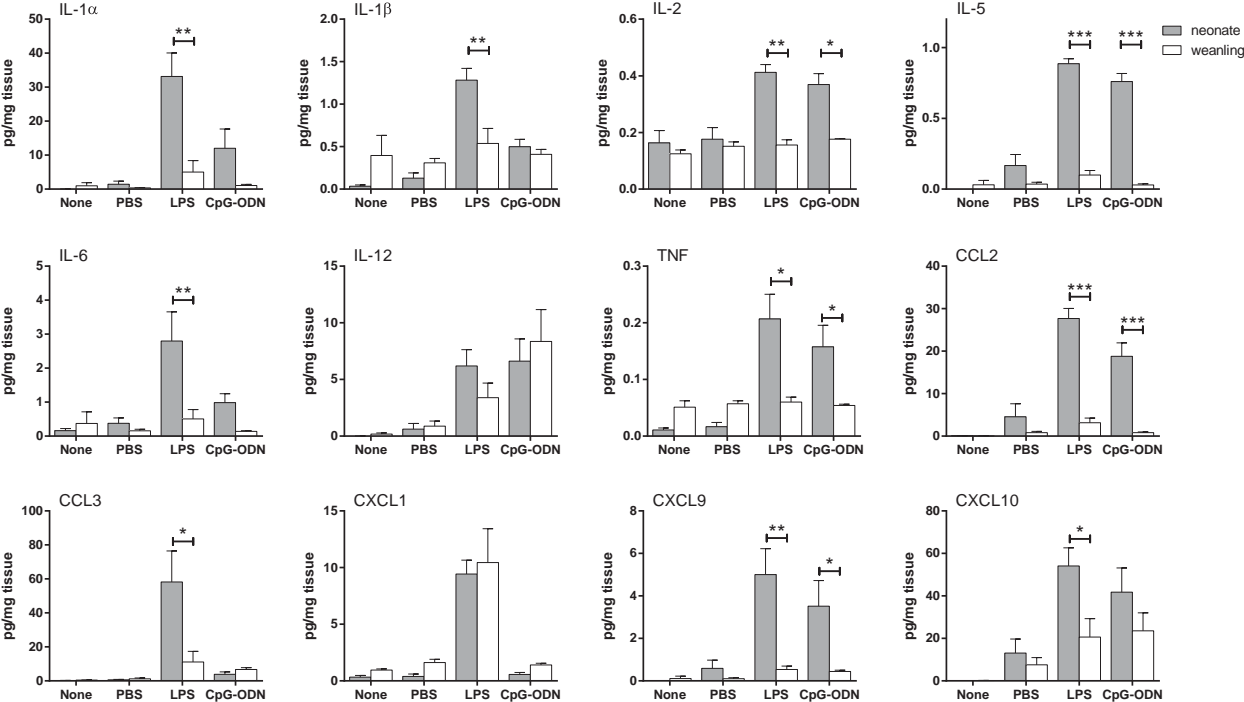 IL-1α
pg/mg tissue
50
40
30
20
10
0
**
None PBS LPS CpG-ODN
IL-1β
pg/mg tissue
2.0
1.5
1.0
0.5
0.0
**
None PBS LPS CpG-ODN
IL-2
pg/mg tissue
0.6
0.4
0.2
0.0
** *
None PBS LPS CpG-ODN
IL-5
pg/mg tissue
1.0
0.5
0.0
*** ***
None PBS LPS CpG-ODN
neonate
weanling
IL-6
pg/mg tissue
5
4
3
2
1
0
**
None PBS LPS CpG-ODN
IL-12
pg/mg tissue
15
10
5
0
None PBS LPS CpG-ODN
TNF
pg/mg tissue
0.3
0.2
0.1
0.0
*
*
None PBS LPS CpG-ODN
CCL2
pg/mg tissue
40
30
20
10
0
***
***
None PBS LPS CpG-ODN
CCL3
pg/mg tissue
100
80
60
40
20
0
*
None PBS LPS CpG-ODN
CXCL1
pg/mg tissue
15
10
5
0
None PBS LPS CpG-ODN
CXCL9
pg/mg tissue
8
6
4
2
0
**
*
None PBS LPS CpG-ODN
CXCL10
pg/mg tissue
80
60
40
20
0
*
None PBS LPS CpG-ODN